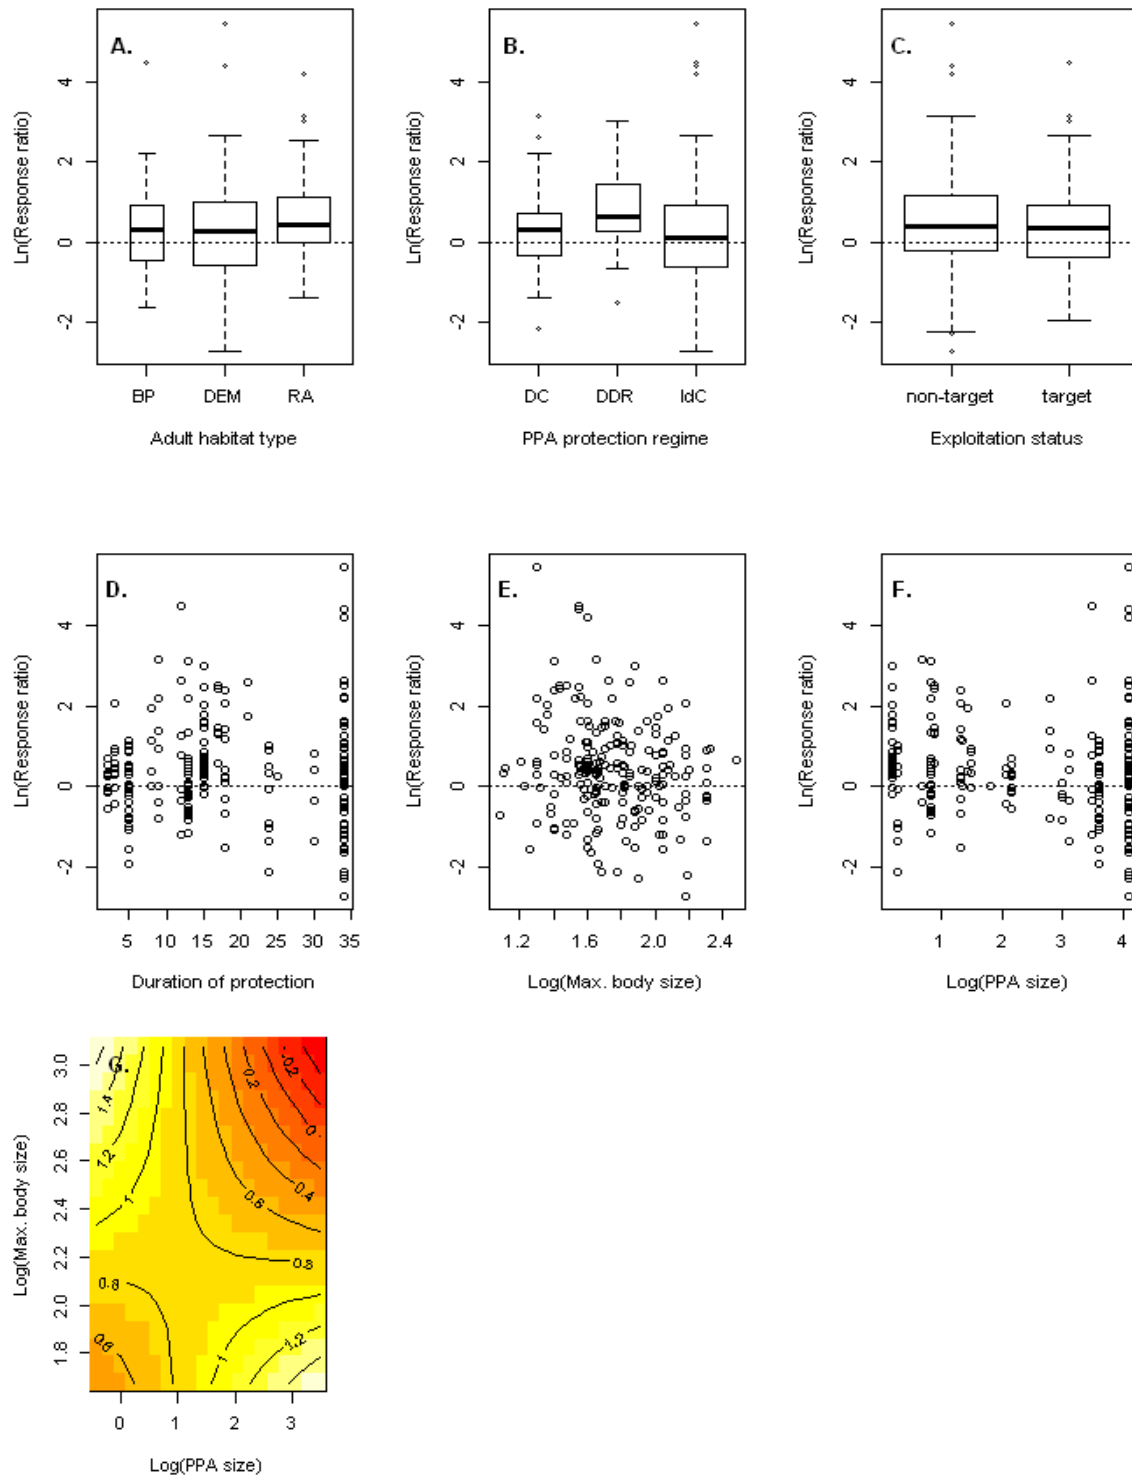 A. B. C.
Ln(Response ratio) Ln(Response ratio) Ln(Response ratio)
4 4 4
2 2 2
0 0 0
-2 -2 -2
BP DEM RA DC DDR IdC non-target target
Adult habitat type PPA protection regime Exploitation status
D. E. F.
Ln(Response ratio) Ln(Response ratio) Ln(Response ratio)
4 4 4
2 2 2
0 0 0
-2 -2 -2
5 10 15 20 25 30 35 1.2 1.6 2.0 2.4 1 2 3 4
Duration of protection Log(Max. body size) Log(PPA size)
G.
Log(Max. body size)
3.0
2.8
2.6
2.4
2.2
2.0
1.8
1.4
1.2
1
0.8
0.6
-0.2
0.2
0
0.4
0.6
0.8
1
1.2
0 1 2 3
Log(PPA size)